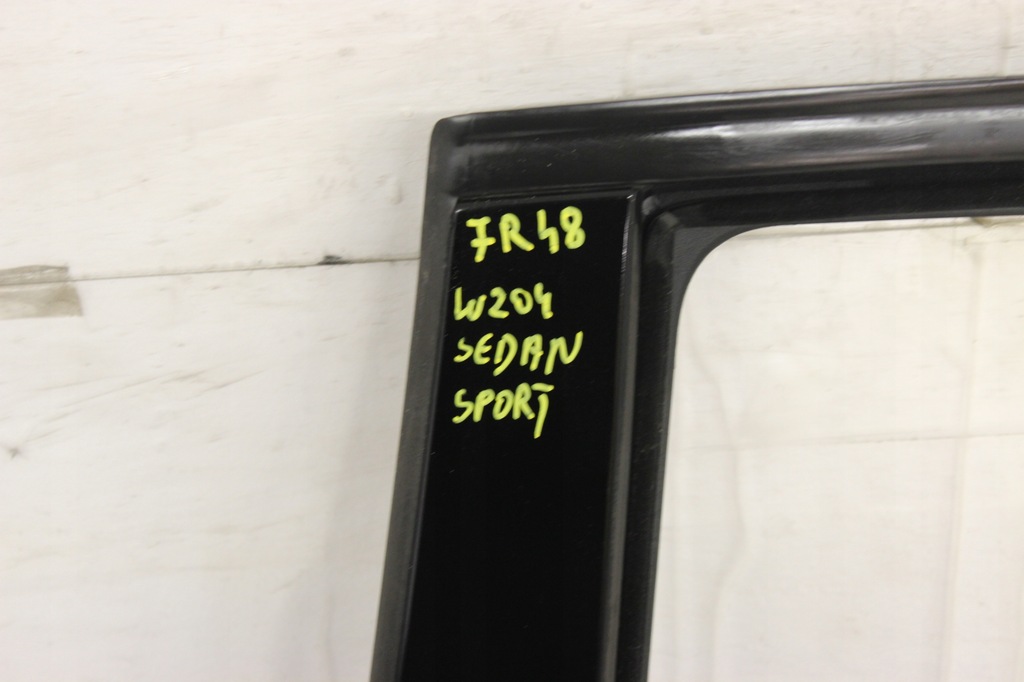 7R48
W204
SEDAN
SPORT